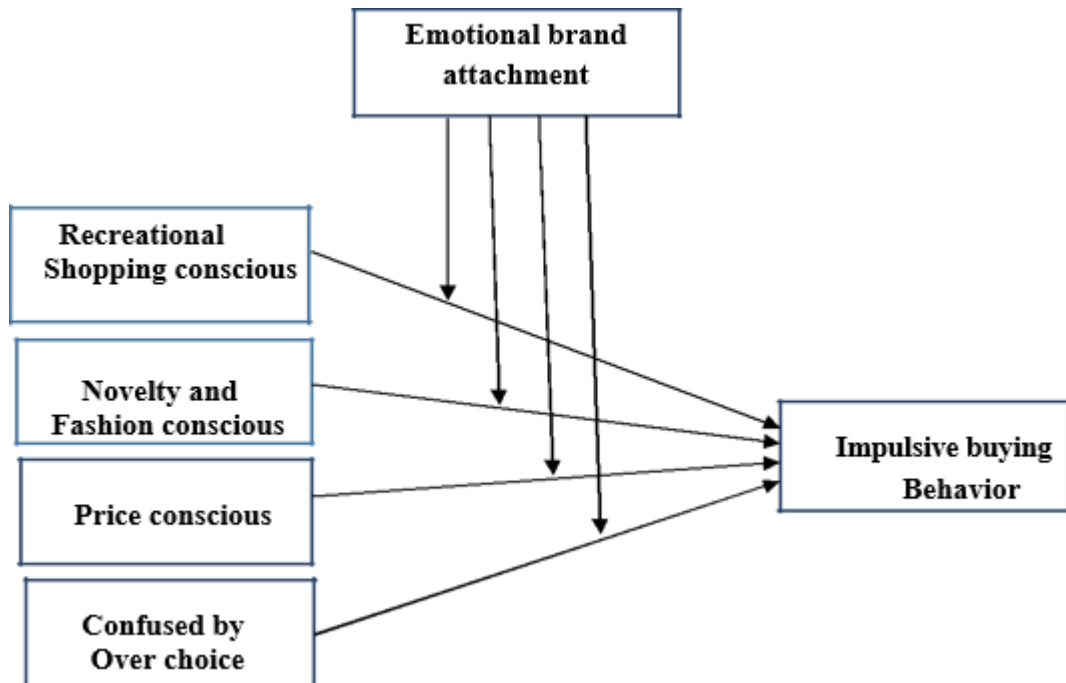 Emotional brand
attachment
Recreational
Shopping conscious
Novelty and
Fashion conscious
Price conscious
Confused by
Over choice
Impulsive buying
Behavior